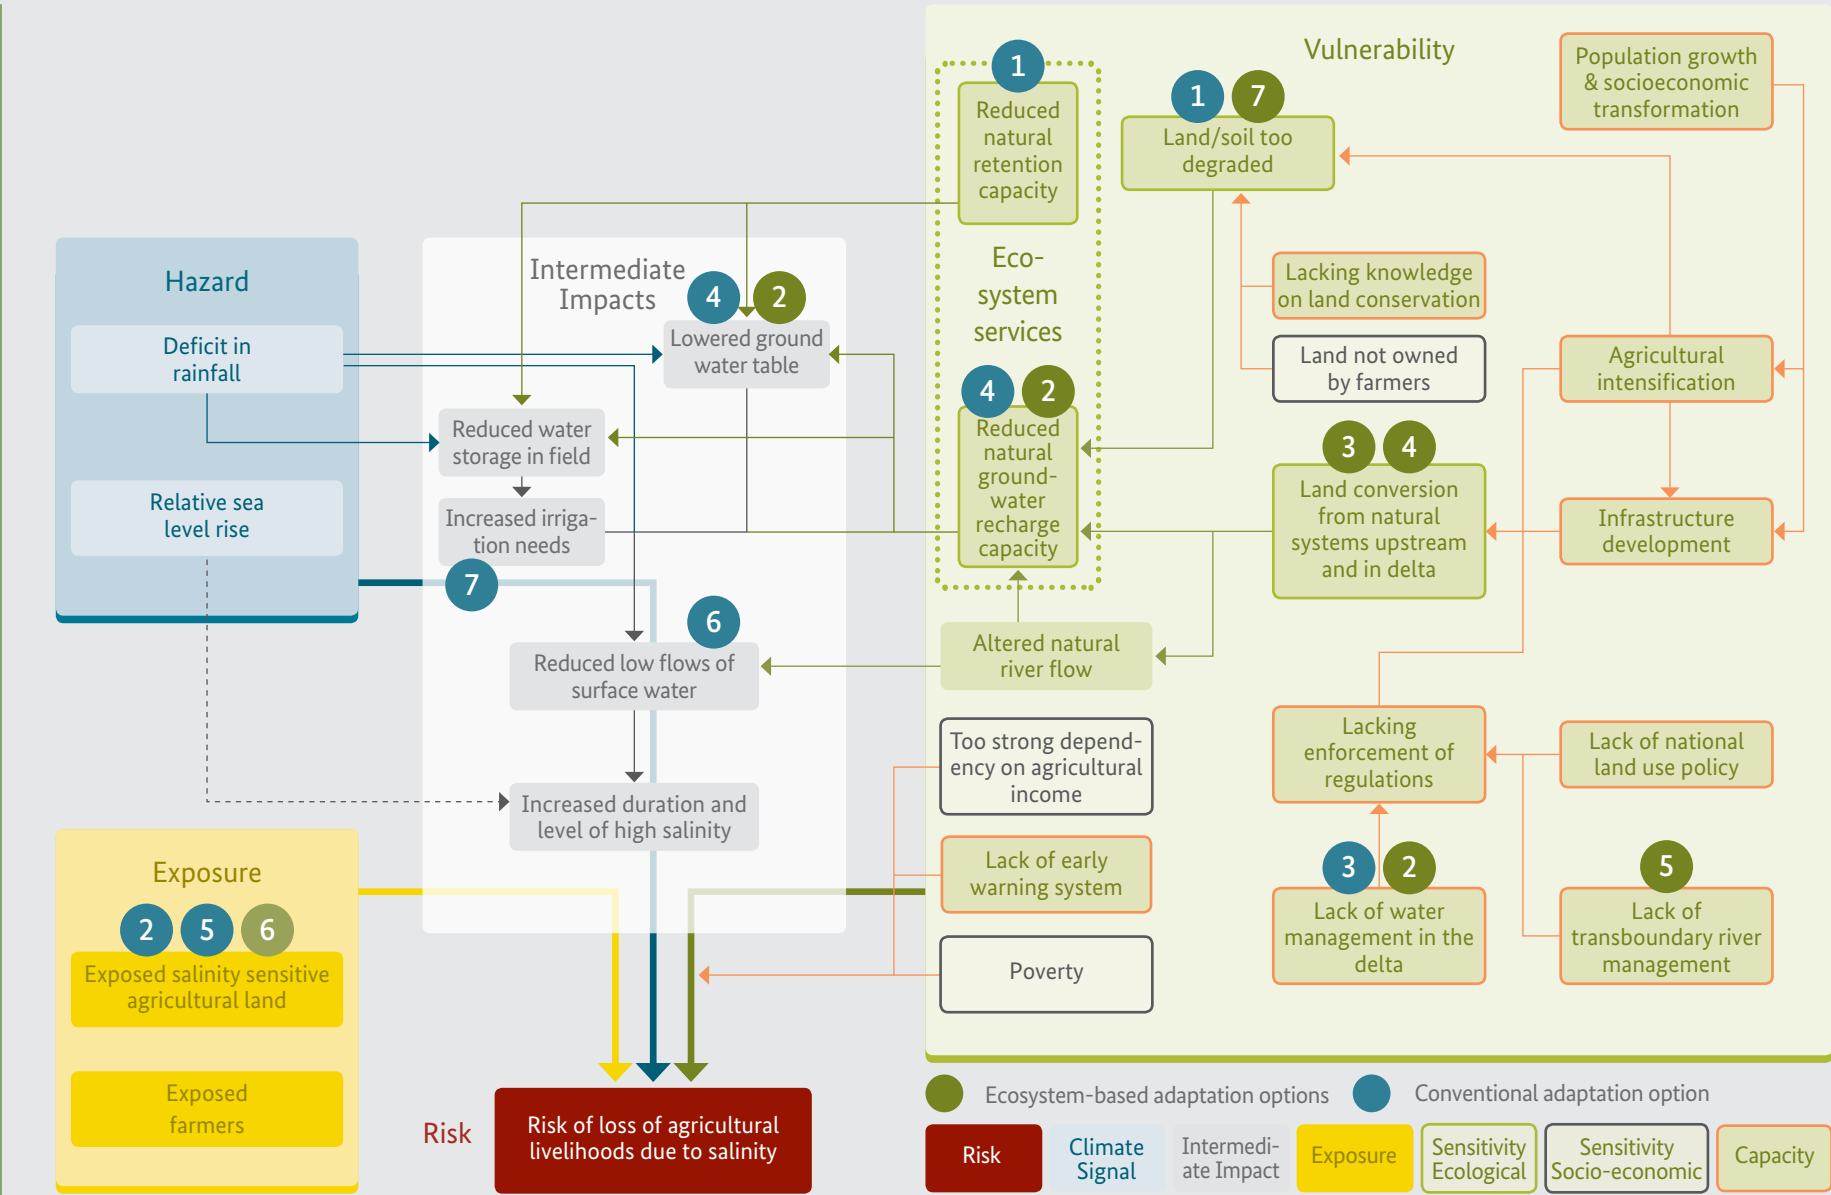 Vulnerability
Population growth
& socioeconomic
transformation
1
Reduced
natural
retention
capacity
1
7
Land/soil too
degraded
Eco-
system
services
Lacking knowledge
on land conservation
Land not owned
by farmers
Agricultural
intensification
Hazard
Deficit in
rainfall
Relative sea
level rise
Intermediate
Impacts
4
2
Lowered ground
water table
Reduced water
storage in field
Increased irriga-
tion needs
7
6
Reduced low flows of
surface water
Increased duration and
level of high salinity
4
2
Reduced
natural
ground-
water
recharge
capacity
3
4
Land conversion
from natural
systems upstream
and in delta
Infrastructure
development
Altered natural
river flow
Too strong depend-
ency on agricultural
income
Lacking
enforcement of
regulations
Lack of national
land use policy
Lack of early
warning system
3
2
Lack of water
management in the
delta
5
Lack of
transboundary river
management
Poverty
Exposure
2
5
6
Exposed salinity sensitive
agricultural land
Exposed
farmers
Risk
Risk of loss of agricultural
livelihoods due to salinity
Ecosystem-based adaptation options
Conventional adaptation option
Risk
Climate
Signal
Intermedi-
ate Impact
Exposure
Sensitivity
Ecological
Sensitivity
Socio-economic
Capacity